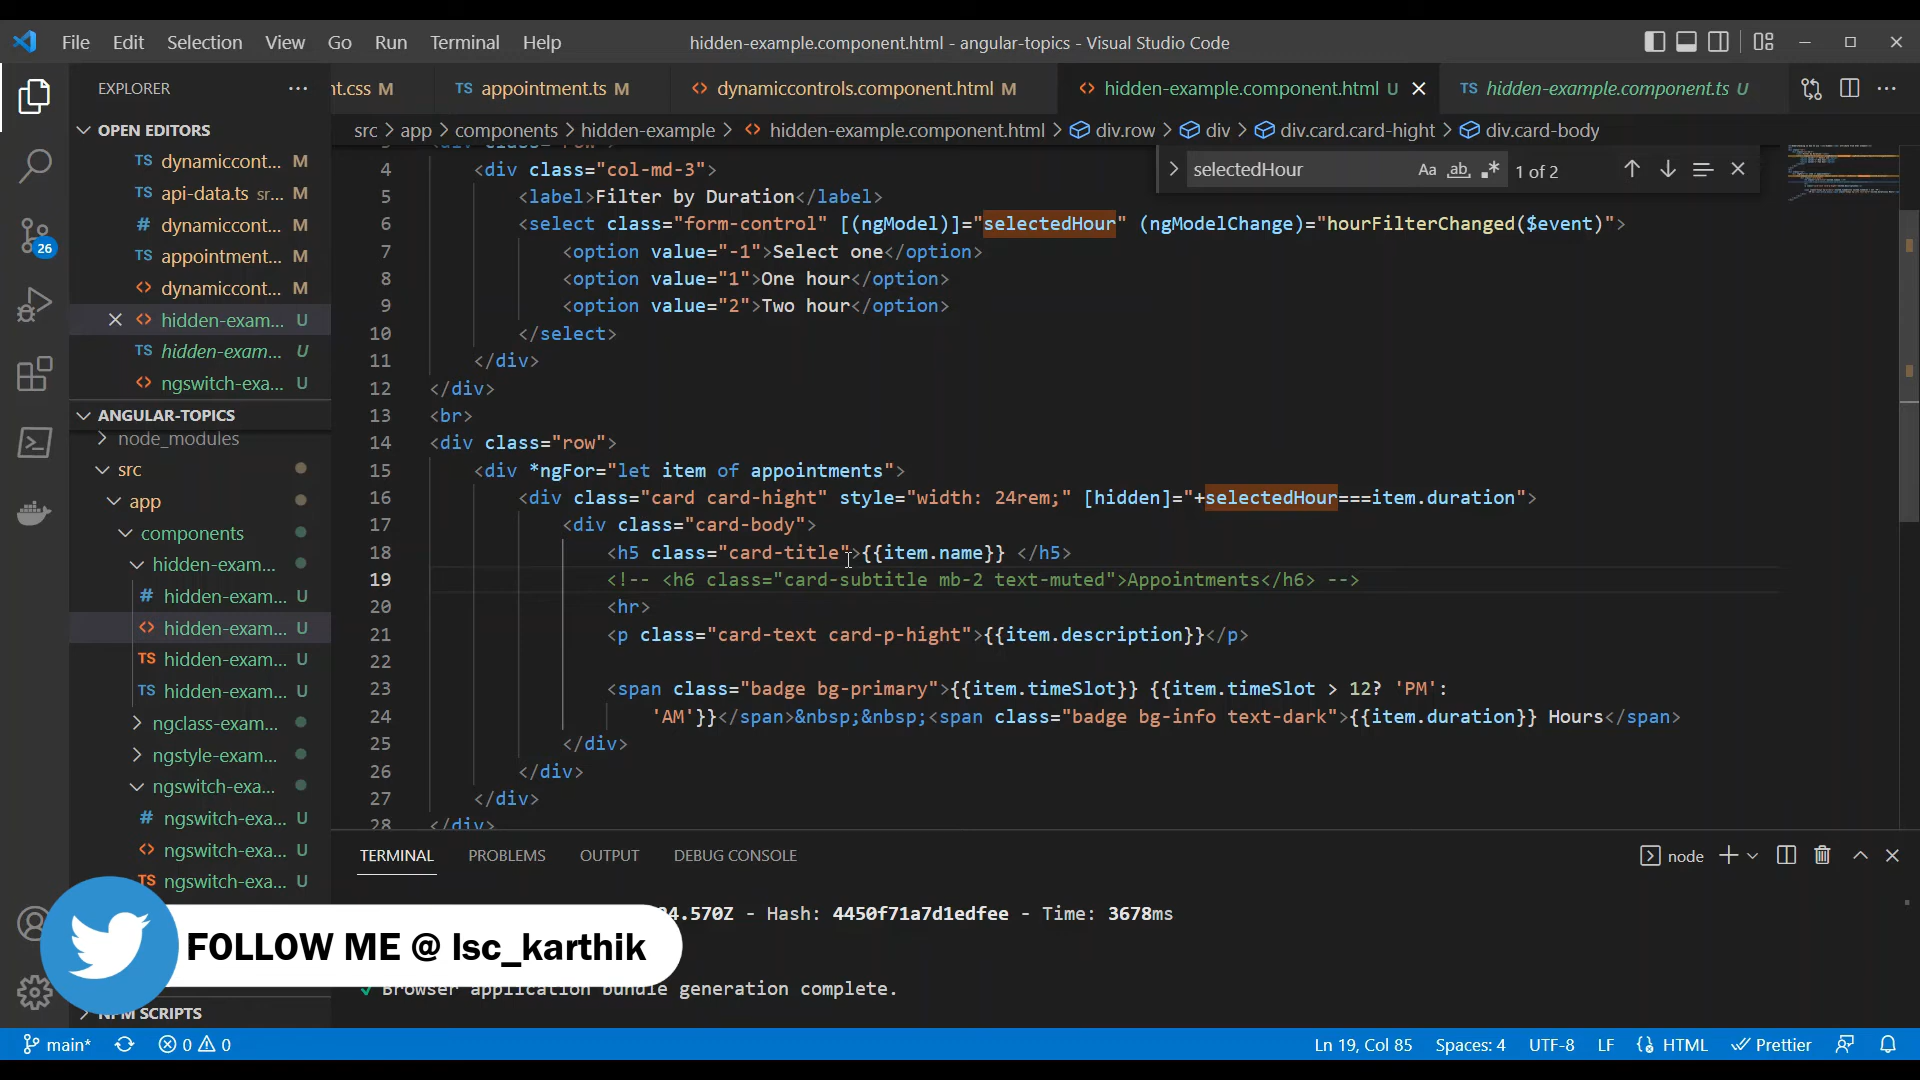 File Edit Selection View Go Run Terminal Help
hidden-example.component.html - angular-topics - Visual Studio Code
EXPLORER
nt.css M
TS appointment.ts M
<> dynamiccontrols.component.html M
<> hidden-example.component.html U
TS hidden-example.component.ts U
src > app > components > hidden-example > <> hidden-example.component.html > div.row > div > div.card.card-hight > div.card-body
OPEN EDITORS
TS dynamiccont... M
TS api-data.ts sr... M
# dynamiccont... M
TS appointment... M
<> dynamiccont... M
<> hidden-exam... U
TS hidden-exam... U
<> ngswitch-exa... U
ANGULAR-TOPICS
node_modules
src
app
components
hidden-exam...
# hidden-exam... U
<> hidden-exam... U
TS hidden-exam... U
TS hidden-exam... U
ngclass-exam...
ngstyle-exam...
ngswitch-exa...
# ngswitch-exa... U
<> ngswitch-exa... U
TS ngswitch-exa... U
NPM SCRIPTS
26
selectedHour Aa ab .* 1 of 2
4 <div class="col-md-3">
5 <label>Filter by Duration</label>
6 <select class="form-control" [(ngModel)]="selectedHour" (ngModelChange)="hourFilterChanged($event)">
7 <option value="-1">Select one</option>
8 <option value="1">One hour</option>
9 <option value="2">Two hour</option>
10 </select>
11 </div>
12 </div>
13 <br>
14 <div class="row">
15 <div *ngFor="let item of appointments">
16 <div class="card card-hight" style="width: 24rem;" [hidden]="+selectedHour===item.duration">
17 <div class="card-body">
18 <h5 class="card-title">{{item.name}} </h5>
19 <!-- <h6 class="card-subtitle mb-2 text-muted">Appointments</h6> -->
20 <hr>
21 <p class="card-text card-p-hight">{{item.description}}</p>
22
23 <span class="badge bg-primary">{{item.timeSlot}} {{item.timeSlot > 12? 'PM':
24 'AM'}}</span>&nbsp;&nbsp;<span class="badge bg-info text-dark">{{item.duration}} Hours</span>
25 </div>
26 </div>
27 </div>
28 </div>
TERMINAL PROBLEMS OUTPUT DEBUG CONSOLE
node
4.570Z - Hash: 4450f71a7d1edfee - Time: 3678ms
✓ Browser application bundle generation complete.
FOLLOW ME @ lsc_karthik
main* 0 0 Ln 19, Col 85 Spaces: 4 UTF-8 LF HTML Prettier